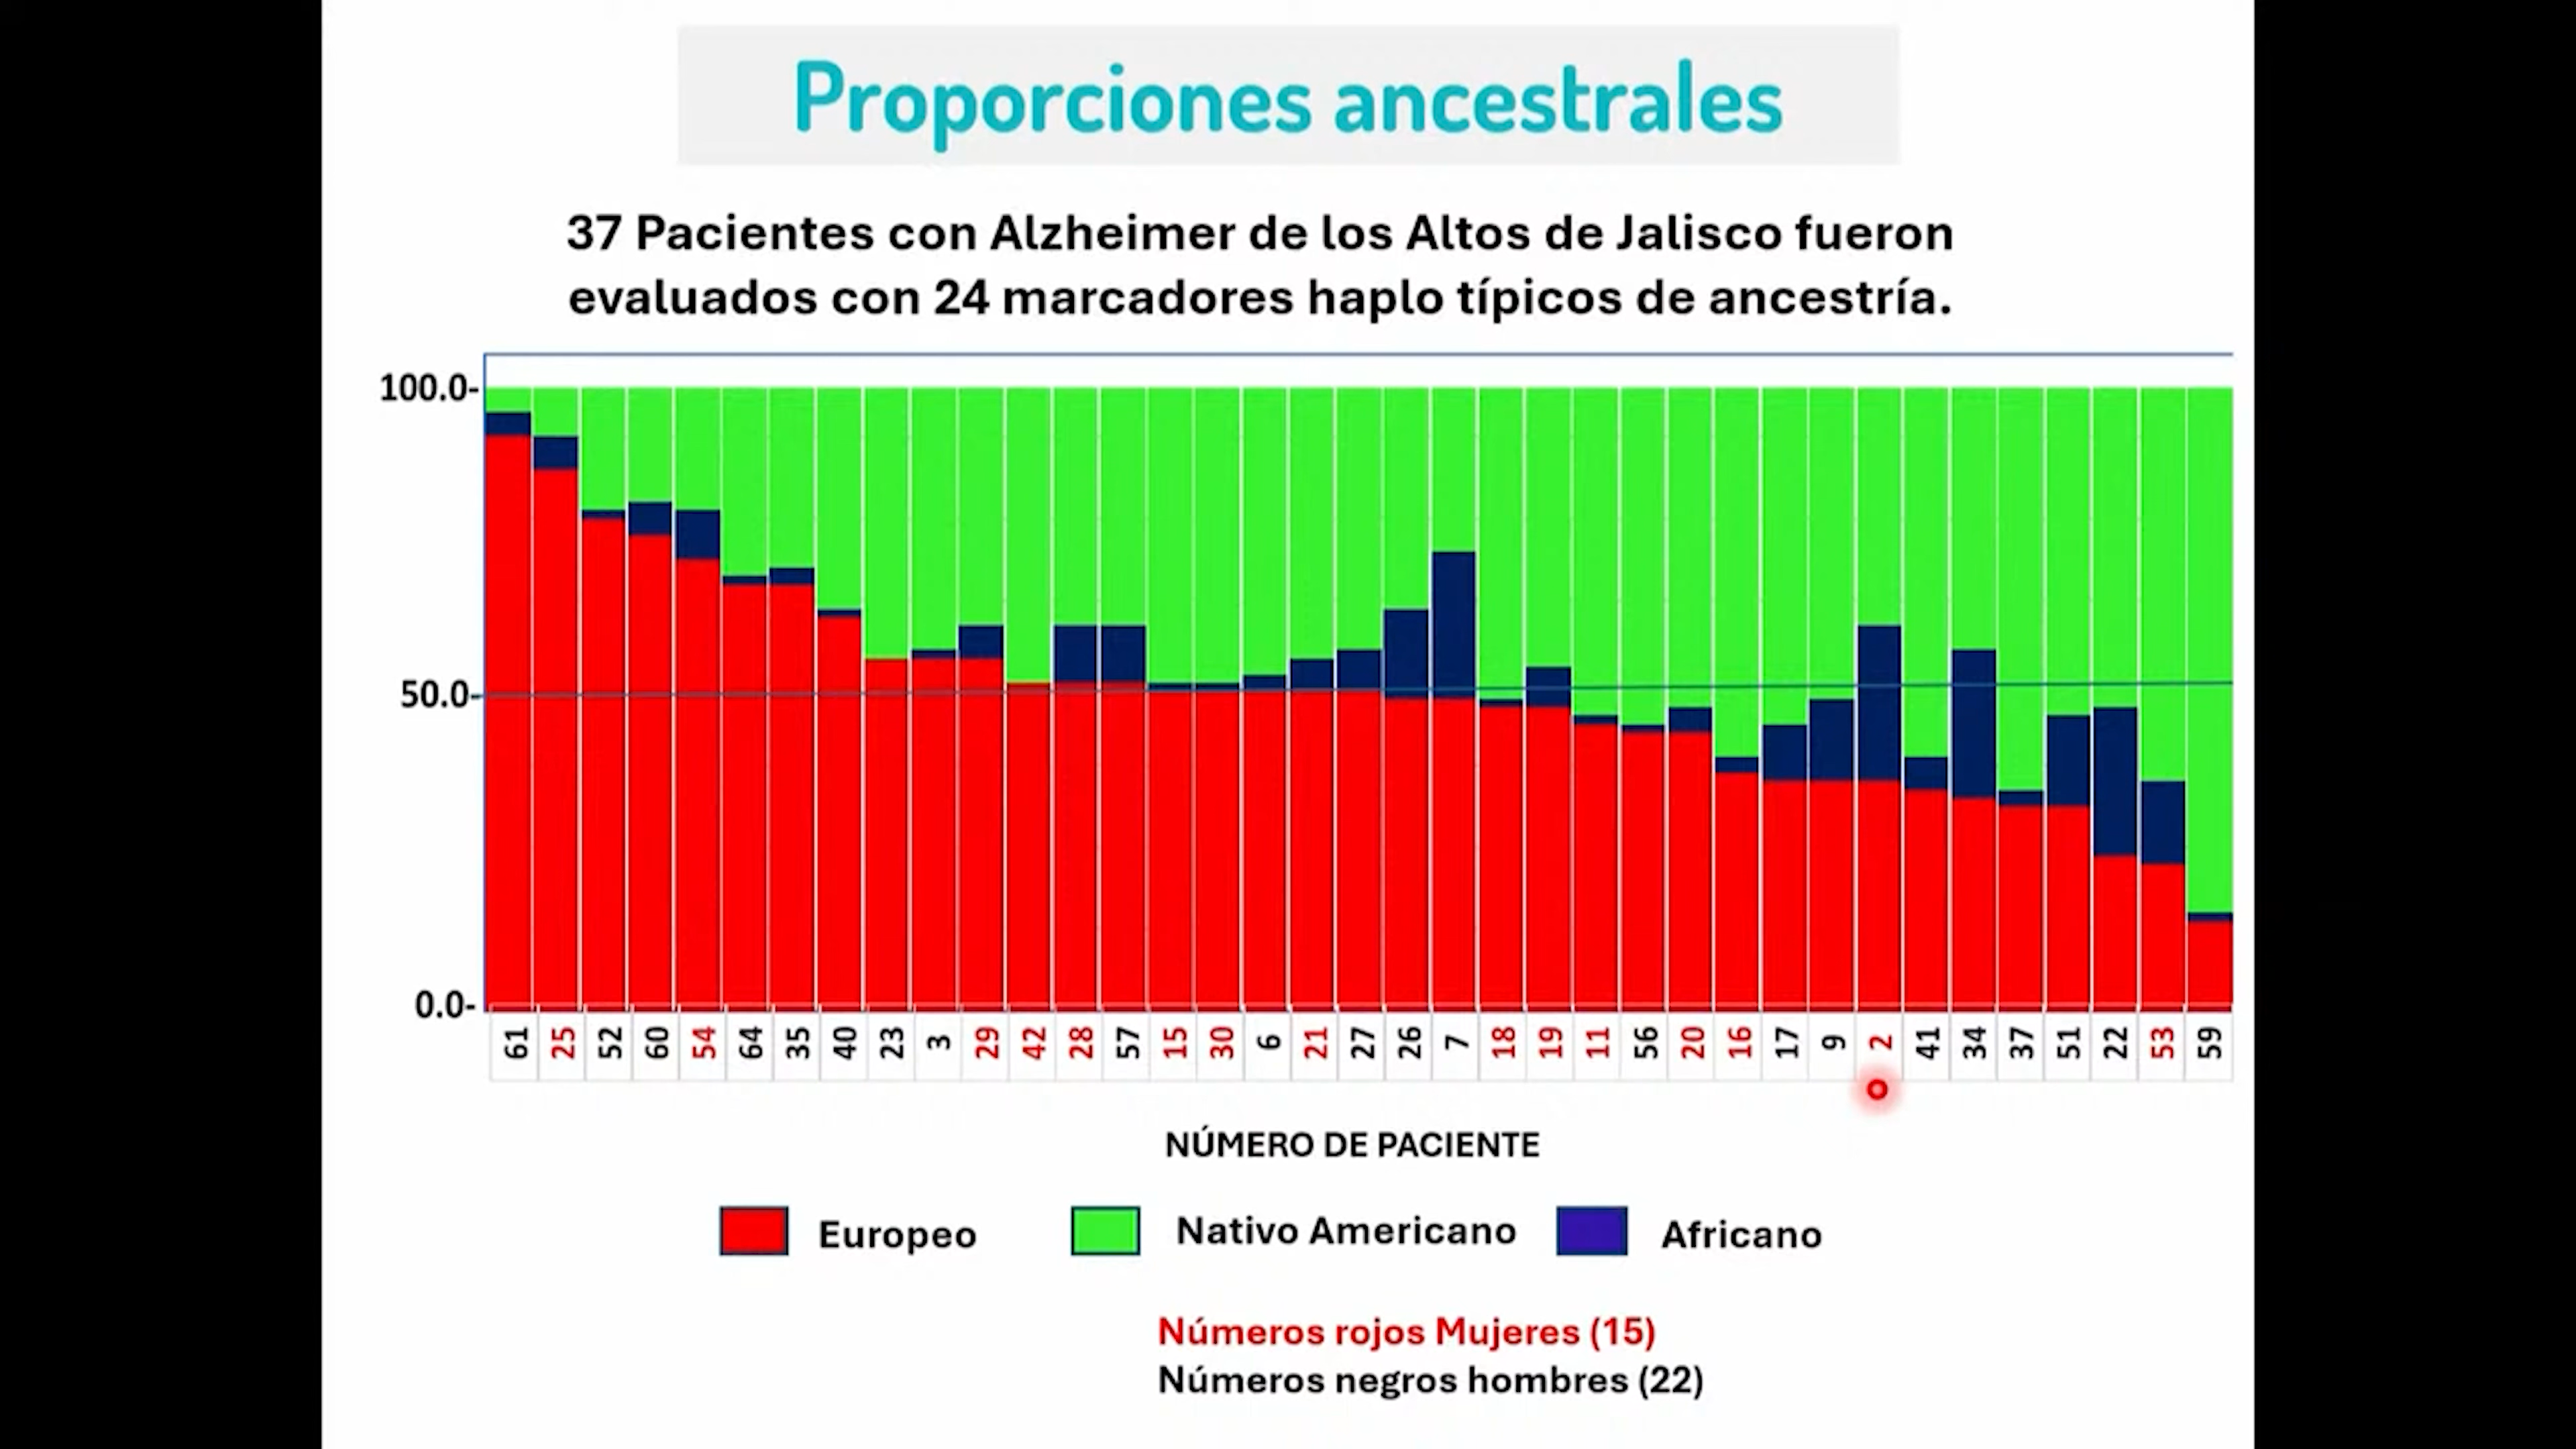 Proporciones ancestrales
37 Pacientes con Alzheimer de los Altos de Jalisco fueron
evaluados con 24 marcadores haplo típicos de ancestría.
100.0-
50.0-
0.0-
61 25 52 60 54 64 35 40 23 3 29 42 28 57 15 30 6 21 27 26 7 18 19 11 56 20 16 17 9 2 41 34 37 51 22 53 59
NÚMERO DE PACIENTE
Europeo Nativo Americano Africano
Números rojos Mujeres (15)
Números negros hombres (22)